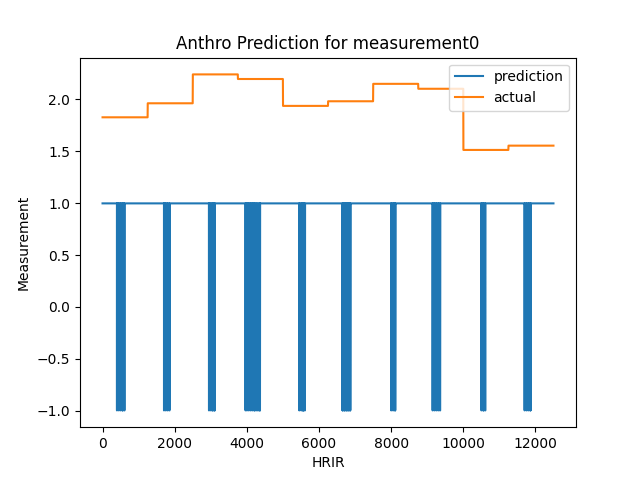 Anthro Prediction for measurement0
prediction
actual
Measurement
2.0
1.5
1.0
0.5
0.0
−0.5
−1.0
0 2000 4000 6000 8000 10000 12000
HRIR